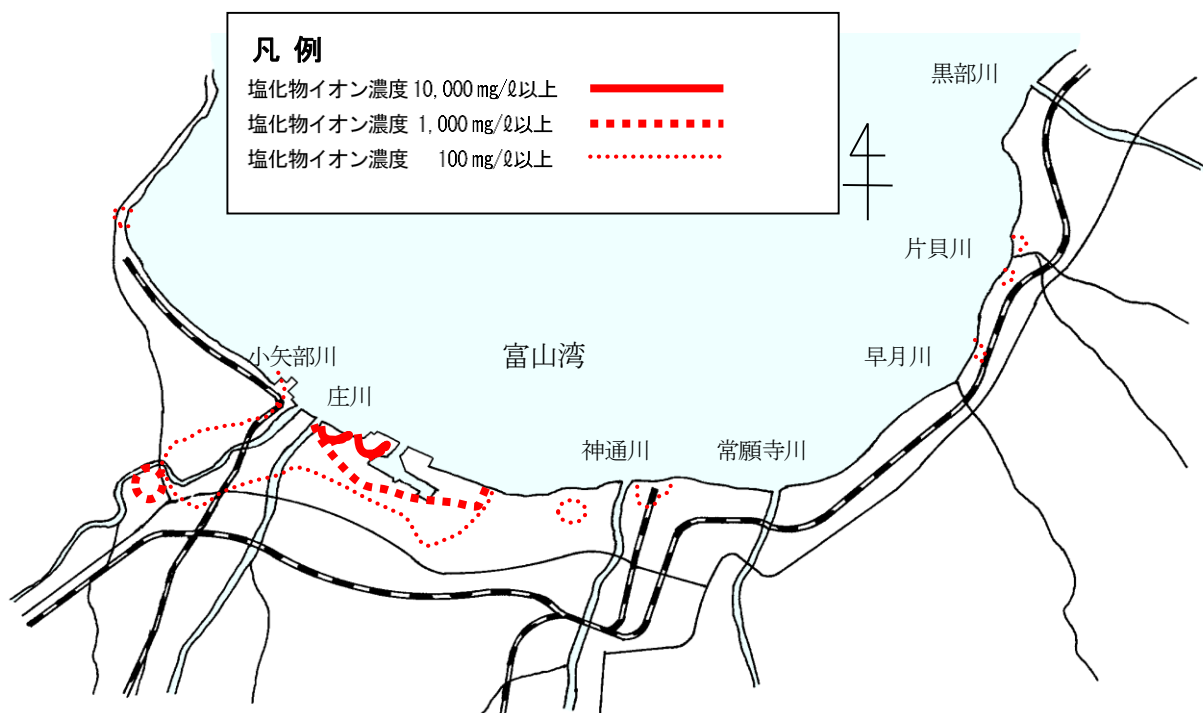 凡 例
塩化物イオン濃度 10,000 mg/ℓ以上
塩化物イオン濃度 1,000 mg/ℓ以上
塩化物イオン濃度 100 mg/ℓ以上
黒部川
片貝川
早月川
富山湾
小矢部川
庄川
神通川
常願寺川